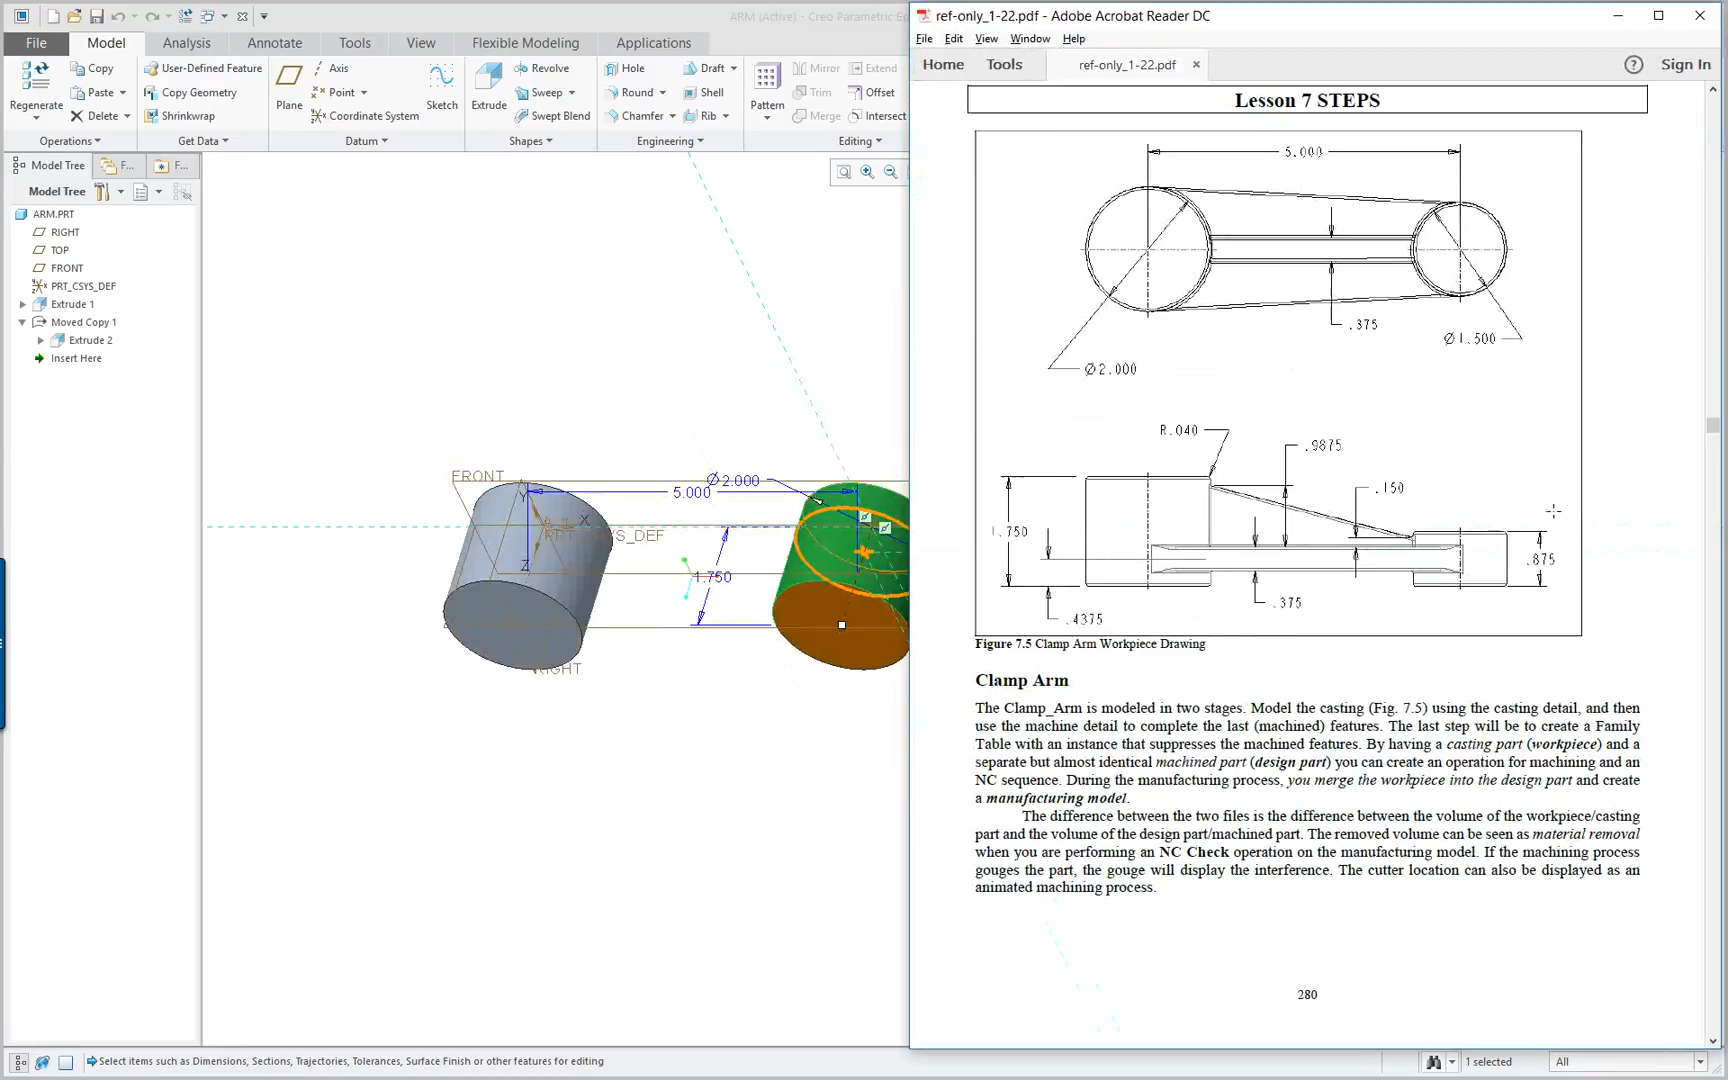 ARM (Active) - Creo Parametric E
File Model Analysis Annotate Tools View Flexible Modeling Applications
Regenerate
Copy
Paste
Delete
Operations
User-Defined Feature
Copy Geometry
Shrinkwrap
Get Data
Plane
Axis
Point
Coordinate System
Sketch
Datum
Extrude
Revolve
Sweep
Swept Blend
Shapes
Hole
Round
Chamfer
Draft
Shell
Rib
Engineering
Pattern
Mirror
Trim
Merge
Extend
Offset
Intersect
Editing
Model Tree F... F...
Model Tree
ARM.PRT
RIGHT
TOP
FRONT
PRT_CSYS_DEF
Extrude 1
Moved Copy 1
Extrude 2
Insert Here
FRONT
Y
X
Z
5.000
Ø2.000
1.750
Select items such as Dimensions, Sections, Trajectories, Tolerances, Surface Finish or other features for editing
1 selected
All
ref-only_1-22.pdf - Adobe Acrobat Reader DC
File Edit View Window Help
Home Tools ref-only_1-22.pdf × Sign In
Lesson 7 STEPS
5.000
.375
Ø1.500
Ø2.000
R.040
.9875
.150
.875
.375
.4375
Figure 7.5 Clamp Arm Workpiece Drawing
Clamp Arm
The Clamp_Arm is modeled in two stages. Model the casting (Fig. 7.5) using the casting detail, and then
use the machine detail to complete the last (machined) features. The last step will be to create a Family
Table with an instance that suppresses the machined features. By having a casting part (workpiece) and a
separate but almost identical machined part (design part) you can create an operation for machining and an
NC sequence. During the manufacturing process, you merge the workpiece into the design part and create
a manufacturing model.
The difference between the two files is the difference between the volume of the workpiece/casting
part and the volume of the design part/machined part. The removed volume can be seen as material removal
when you are performing an NC Check operation on the manufacturing model. If the machining process
gouges the part, the gouge will display the interference. The cutter location can also be displayed as an
animated machining process.
280